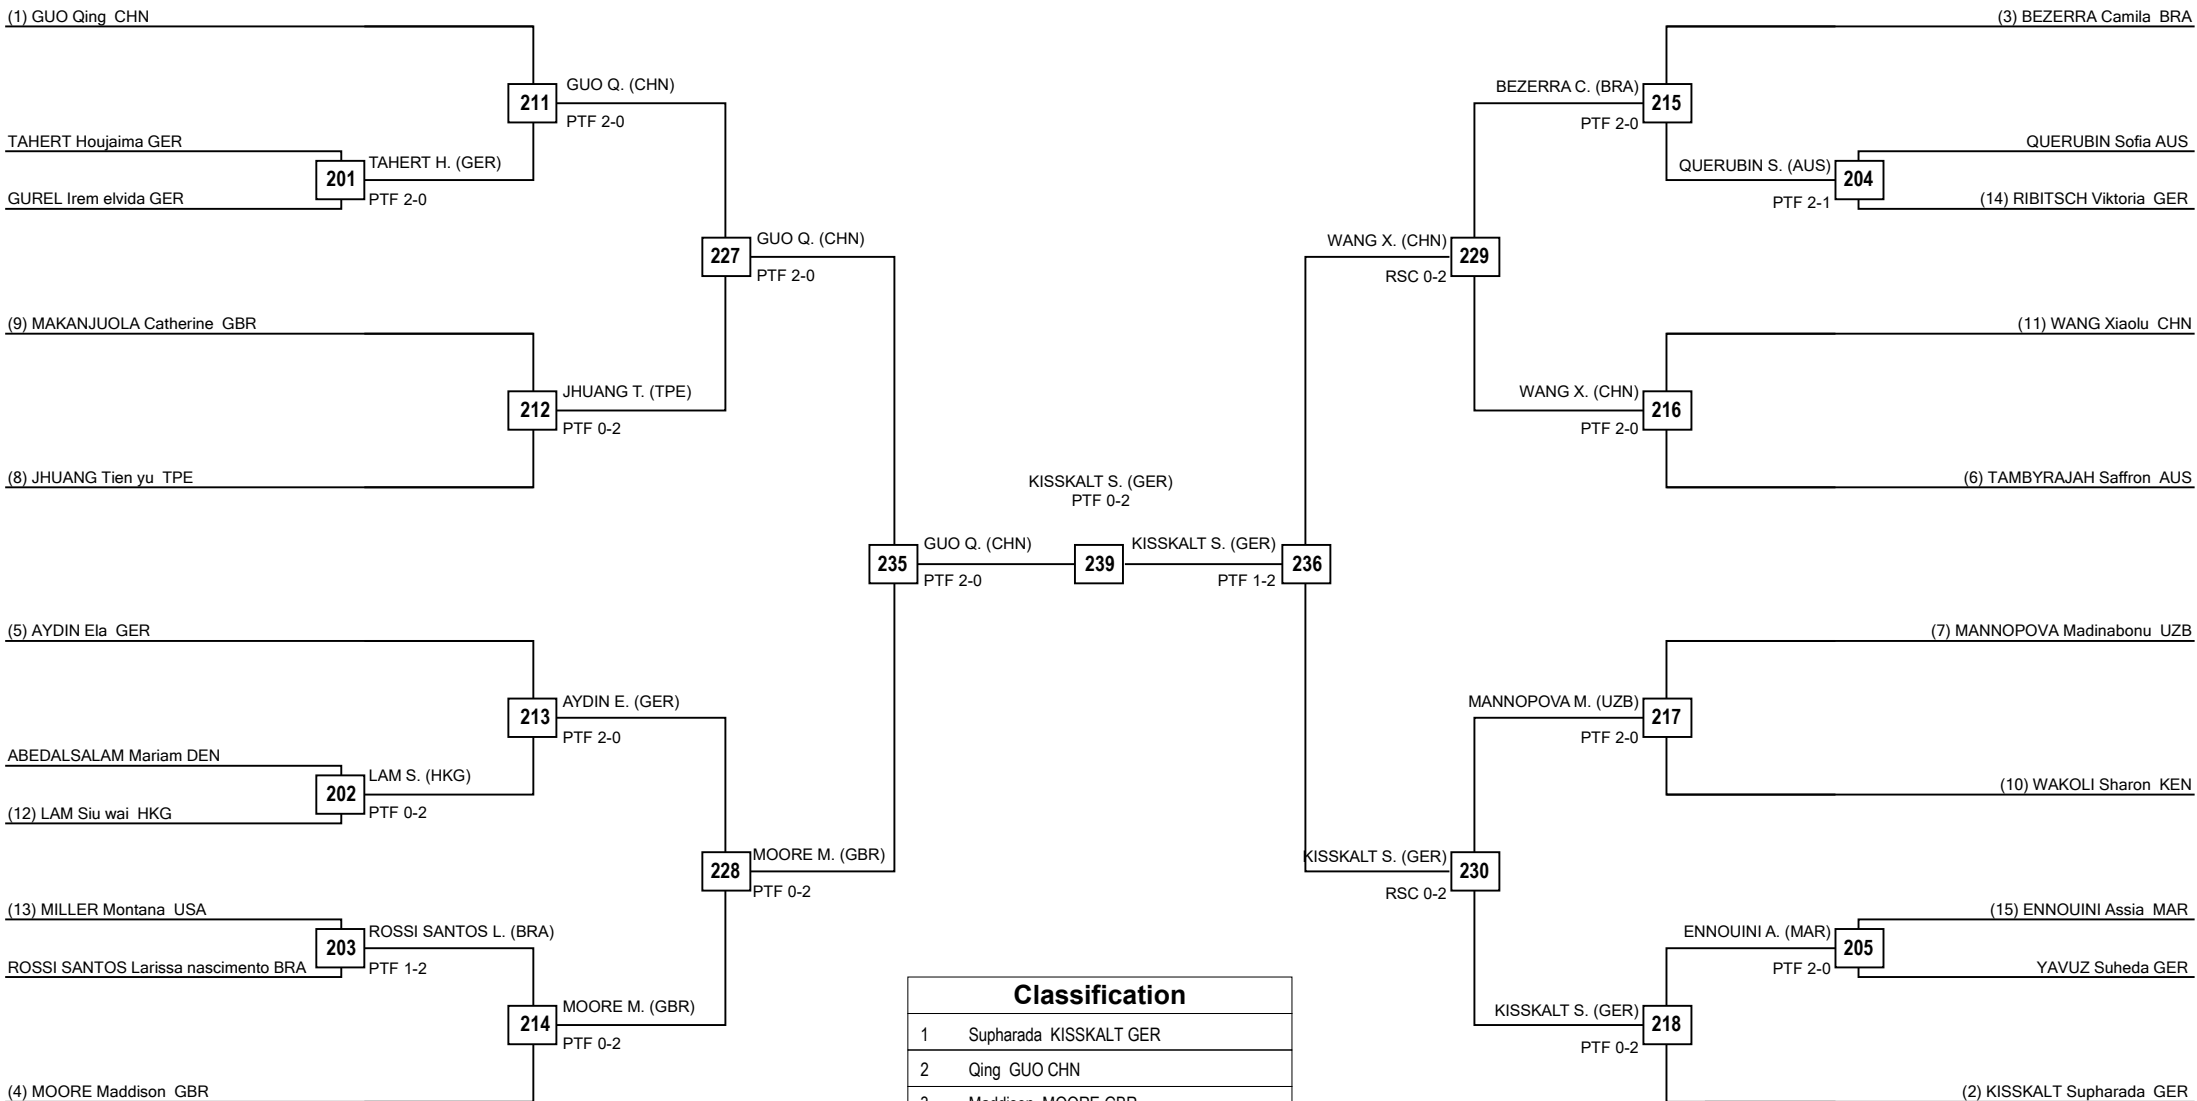 (1) GUO Qing CHN
(3) BEZERRA Camila BRA
GUO Q. (CHN)
211
PTF 2-0
BEZERRA C. (BRA)
215
PTF 2-0
TAHERT Houjaima GER
201
TAHERT H. (GER)
PTF 2-0
GUREL Irem elvida GER
QUERUBIN Sofia AUS
QUERUBIN S. (AUS)
204
PTF 2-1
(14) RIBITSCH Viktoria GER
227
GUO Q. (CHN)
PTF 2-0
WANG X. (CHN)
229
RSC 0-2
(9) MAKANJUOLA Catherine GBR
(11) WANG Xiaolu CHN
212
JHUANG T. (TPE)
PTF 0-2
WANG X. (CHN)
216
PTF 2-0
(8) JHUANG Tien yu TPE
(6) TAMBYRAJAH Saffron AUS
KISSKALT S. (GER)
PTF 0-2
235
GUO Q. (CHN)
PTF 2-0
239
KISSKALT S. (GER)
PTF 1-2
236
(5) AYDIN Ela GER
(7) MANNOPOVA Madinabonu UZB
213
AYDIN E. (GER)
PTF 2-0
MANNOPOVA M. (UZB)
217
PTF 2-0
ABEDALSALAM Mariam DEN
202
LAM S. (HKG)
PTF 0-2
(12) LAM Siu wai HKG
(10) WAKOLI Sharon KEN
228
MOORE M. (GBR)
PTF 0-2
KISSKALT S. (GER)
230
RSC 0-2
(13) MILLER Montana USA
203
ROSSI SANTOS L. (BRA)
PTF 1-2
ROSSI SANTOS Larissa nascimento BRA
(15) ENNOUINI Assia MAR
ENNOUINI A. (MAR)
205
PTF 2-0
YAVUZ Suheda GER
214
MOORE M. (GBR)
PTF 0-2
KISSKALT S. (GER)
218
PTF 0-2
(4) MOORE Maddison GBR
(2) KISSKALT Supharada GER
Classification
1 Supharada KISSKALT GER
2 Qing GUO CHN
3 Maddison MOORE GBR